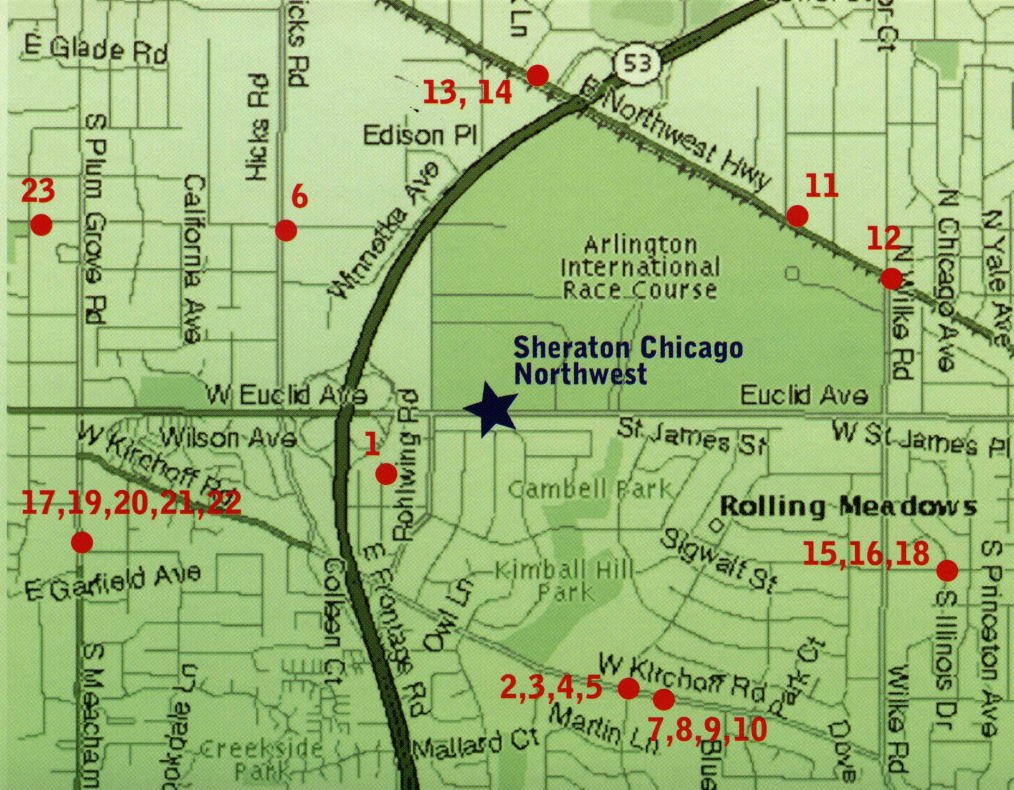 E Glade Rd
Hicks Rd
Ln
53
13, 14
E Northwest Hwy
Edison Pl
Hicks Rd
S Plum Grove Rd
California Ave
Winnetka Ave
23
6
11
12
N Wilke Rd
N Chicago Ave
N Yale Ave
Arlington
International
Race Course
Sheraton Chicago
Northwest
W Euclid Ave
Euclid Ave
W Kirchoff Rd
Wilson Ave
1
Rohlwing Rd
St James St
W St James Pl
Cambell Park
Rolling Meadows
17,19,20,21,22
Sigwalt St
15,16,18
E Garfield Ave
Kimball Hill
Park
Owl Ln
E Frontage Rd
S Illinois Dr
S Princeton Ave
S Meacham
2,3,4,5
W Kirchoff Rd
Park Ct
7,8,9,10
Martin Ln
Mallard Ct
Blue
Dove
Wilke Rd
Creekside
Park